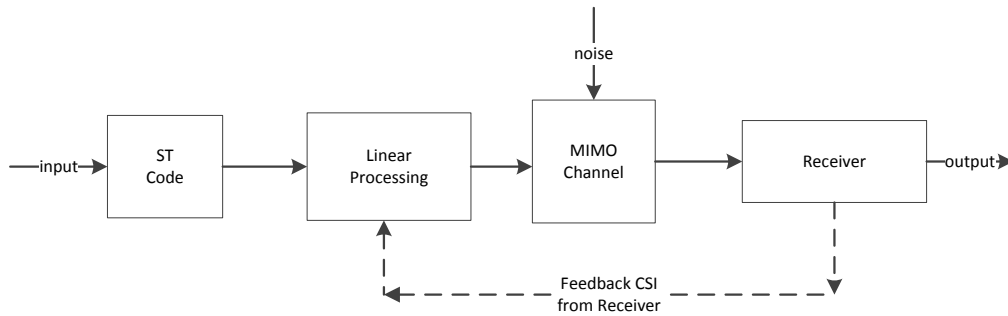 noise
input
ST
Code
Linear
Processing
MIMO
Channel
Receiver
output
Feedback CSI
from Receiver